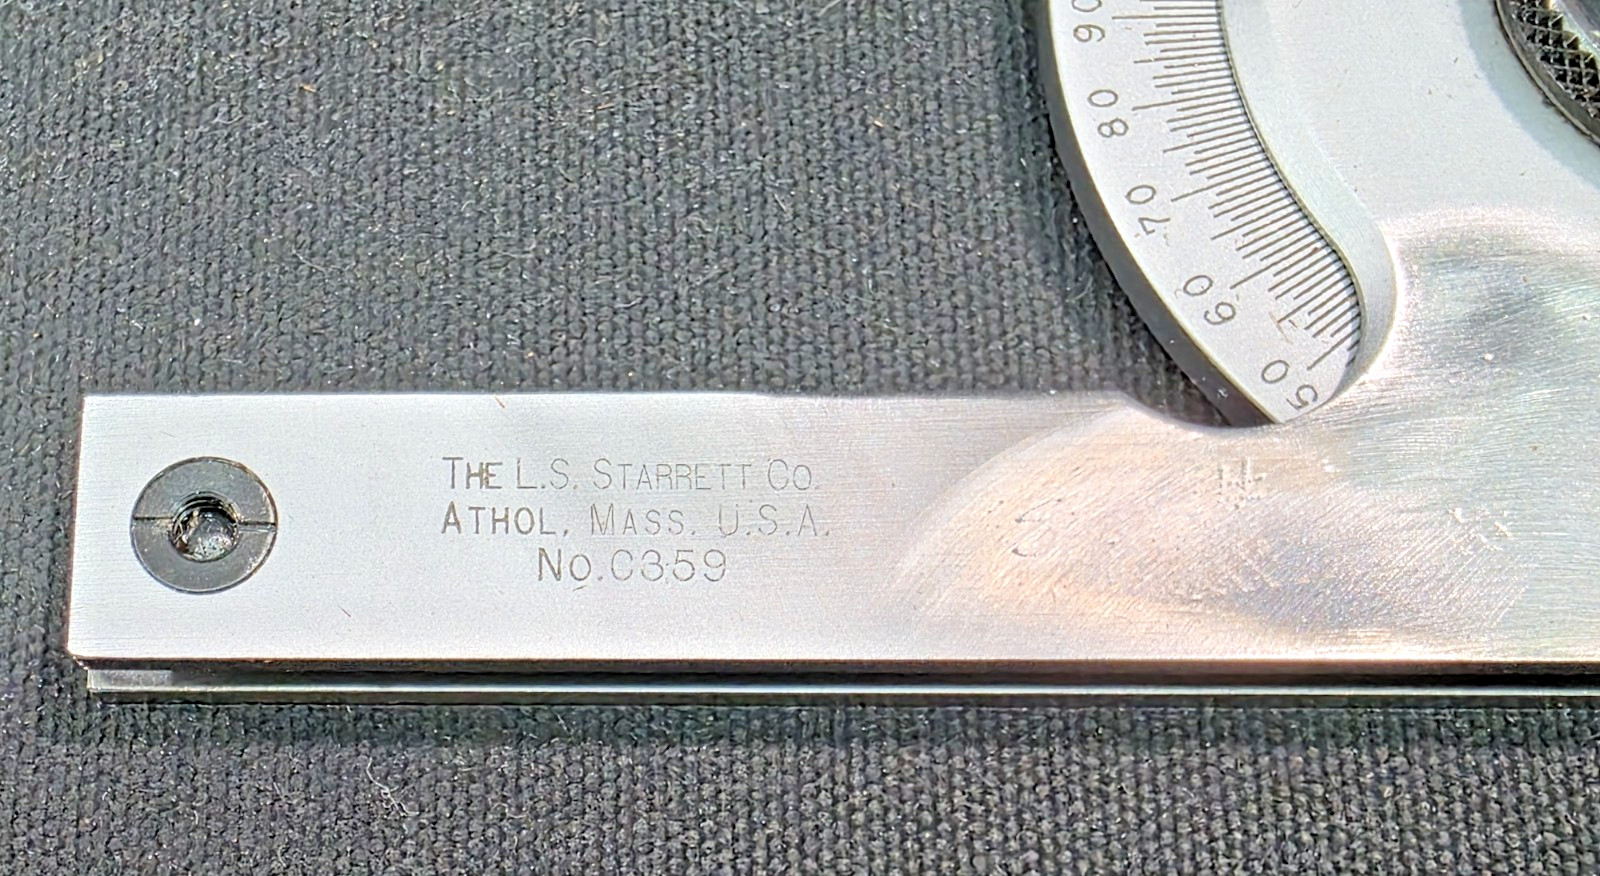 90
80
70
60
50
THE L.S. STARRETT CO.
ATHOL, MASS. U.S.A.
NO.C359